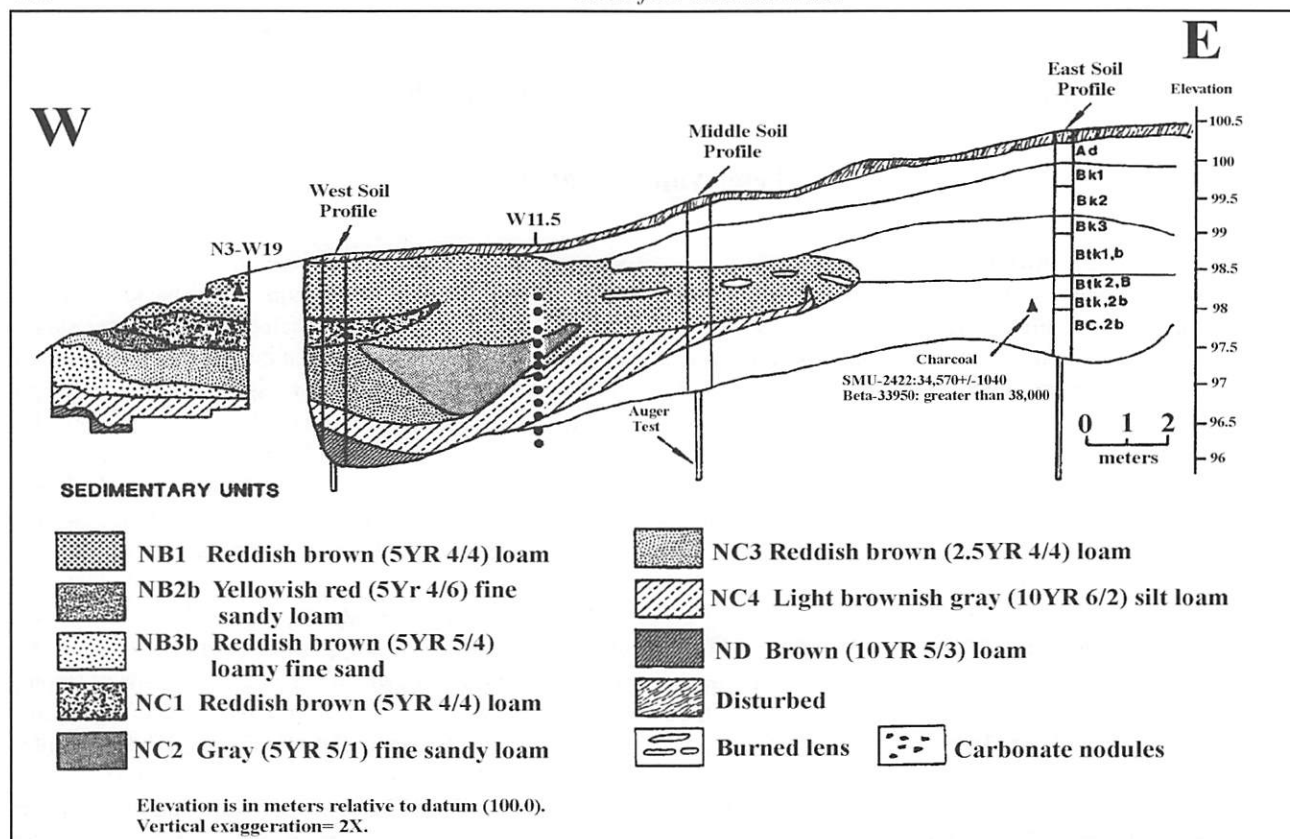 W
E
Elevation
East Soil
Profile
Middle Soil
Profile
West Soil
Profile
W11.5
N3-W19
100.5
100
99.5
99
98.5
98
97.5
97
96.5
96
Ad
Bk1
Bk2
Bk3
Btk1,b
Btk2,B
Btk,2b
BC,2b
Charcoal
SMU-2422:34,570+/-1040
Beta-33950: greater than 38,000
Auger
Test
0 1 2
meters
SEDIMENTARY UNITS
NB1 Reddish brown (5YR 4/4) loam
NB2b Yellowish red (5Yr 4/6) fine
sandy loam
NB3b Reddish brown (5YR 5/4)
loamy fine sand
NC1 Reddish brown (5YR 4/4) loam
NC2 Gray (5YR 5/1) fine sandy loam
NC3 Reddish brown (2.5YR 4/4) loam
NC4 Light brownish gray (10YR 6/2) silt loam
ND Brown (10YR 5/3) loam
Disturbed
Burned lens
Carbonate nodules
Elevation is in meters relative to datum (100.0).
Vertical exaggeration= 2X.